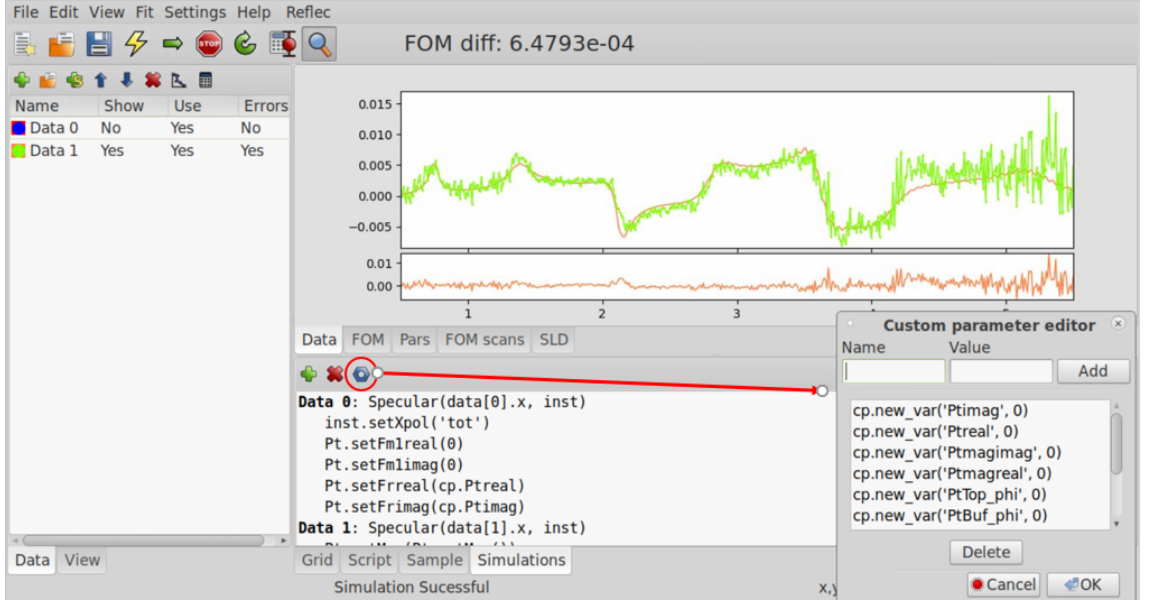 File Edit View Fit Settings Help Reflec
STOP
FOM diff: 6.4793e-04
Name Show Use Errors
Data 0 No Yes No
Data 1 Yes Yes Yes
0.015
0.010
0.005
0.000
−0.005
0.01
0.00
1 2 3
Data FOM Pars FOM scans SLD
Custom parameter editor
Name Value
Add
cp.new_var('Ptimag', 0)
cp.new_var('Ptreal', 0)
cp.new_var('Ptmagimag', 0)
cp.new_var('Ptmagreal', 0)
cp.new_var('PtTop_phi', 0)
cp.new_var('PtBuf_phi', 0)
Delete
Cancel OK
Data 0: Specular(data[0].x, inst)
inst.setXpol('tot')
Pt.setFm1real(0)
Pt.setFm1imag(0)
Pt.setFrreal(cp.Ptreal)
Pt.setFrimag(cp.Ptimag)
Data 1: Specular(data[1].x, inst)
Data View
Grid Script Sample Simulations
Simulation Sucessful
x,y